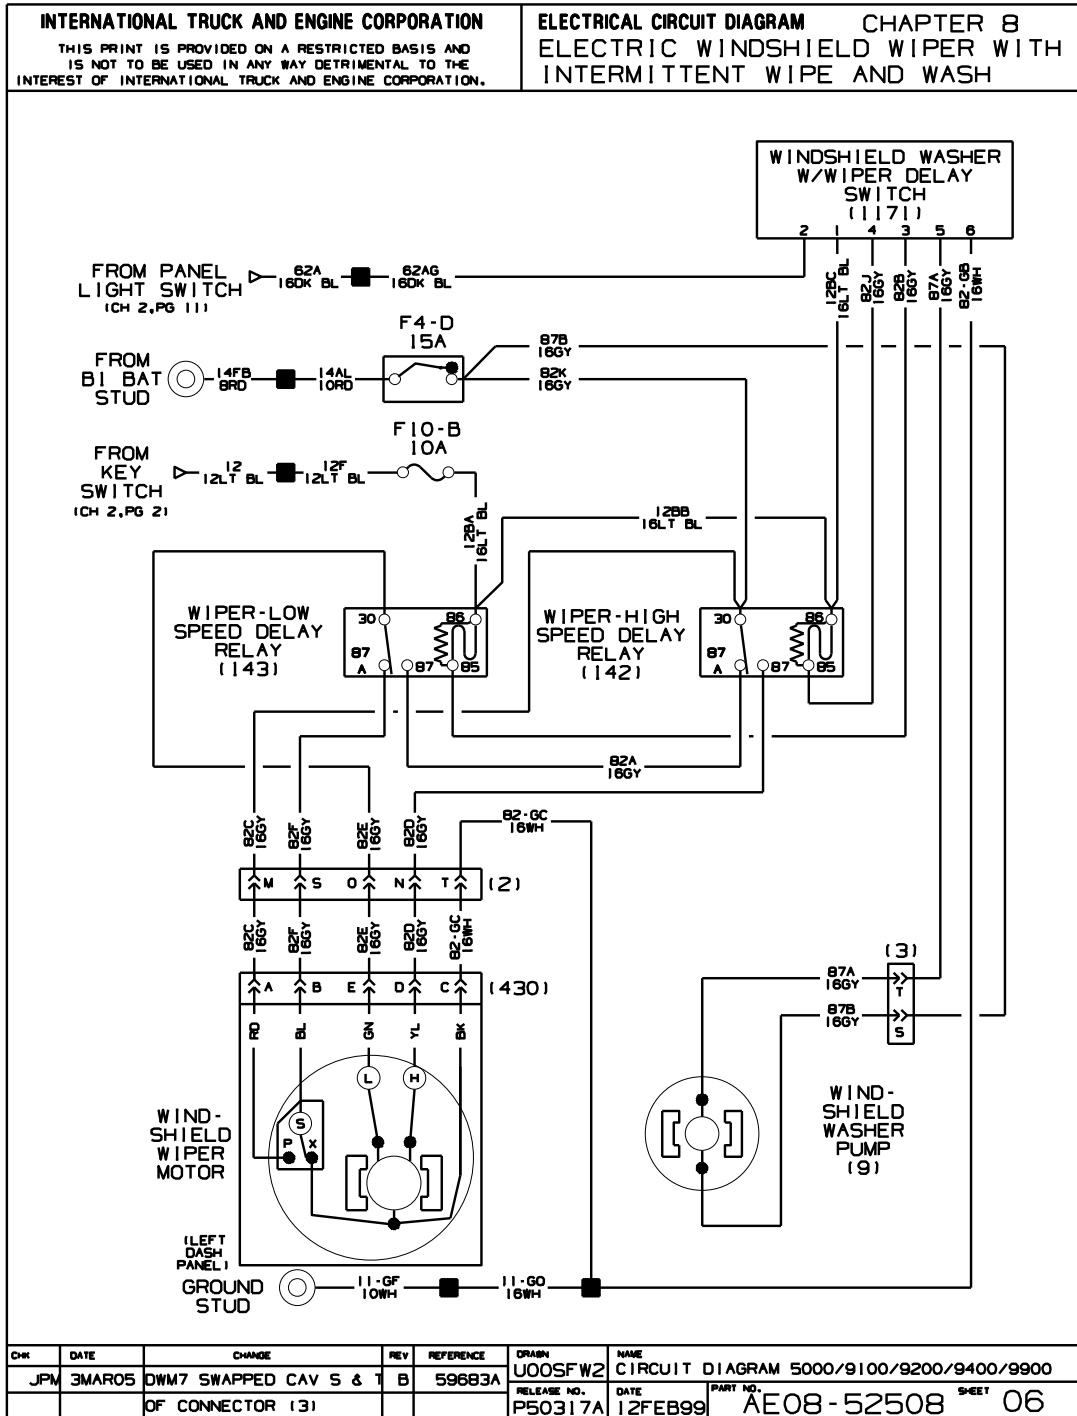 INTERNATIONAL TRUCK AND ENGINE CORPORATION
THIS PRINT IS PROVIDED ON A RESTRICTED BASIS AND
IS NOT TO BE USED IN ANY WAY DETRIMENTAL TO THE
INTEREST OF INTERNATIONAL TRUCK AND ENGINE CORPORATION.
ELECTRICAL CIRCUIT DIAGRAM CHAPTER 8
ELECTRIC WINDSHIELD WIPER WITH
INTERMITTENT WIPE AND WASH
WINDSHIELD WASHER
W/WIPER DELAY
SWITCH
(1171)
2 1 4 3 5 6
12BC
16LT BL
82J
16GY
82B
16GY
87A
16GY
82-GB
16WH
FROM PANEL
LIGHT SWITCH
(CH 2,PG 11)
62A
16DK BL
62AG
16DK BL
F4-D
15A
87B
16GY
FROM
B1 BAT
STUD
14FB
8RD
14AL
10RD
82K
16GY
F10-B
10A
FROM
KEY
SWITCH
(CH 2,PG 2)
12
12LT BL
12F
12LT BL
12BA
16LT BL
12BB
16LT BL
WIPER-LOW
SPEED DELAY
RELAY
(143)
30 86
87
A
87 85
WIPER-HIGH
SPEED DELAY
RELAY
(142)
30 86
87
A
87 85
82A
16GY
82C
16GY
82F
16GY
82E
16GY
82D
16GY
82-GC
16WH
M S O N T (2)
82C
16GY
82F
16GY
82E
16GY
82D
16GY
82-GC
16WH
A B E D C (430)
RD BL GN YL BK
L H
S
P X
WIND-
SHIELD
WIPER
MOTOR
(LEFT
DASH
PANEL)
GROUND
STUD
11-GF
10WH
11-GO
16WH
(3)
87A
16GY
T
87B
16GY
S
WIND-
SHIELD
WASHER
PUMP
(9)
CHK DATE CHANGE REV REFERENCE
JPM 3MAR05 DWM7 SWAPPED CAV S & T B 59683A
OF CONNECTOR (3)
DRAWN
U00SFW2
NAME
CIRCUIT DIAGRAM 5000/9100/9200/9400/9900
RELEASE NO.
P50317A
DATE
12FEB99
PART NO.
AE08-52508
SHEET
06